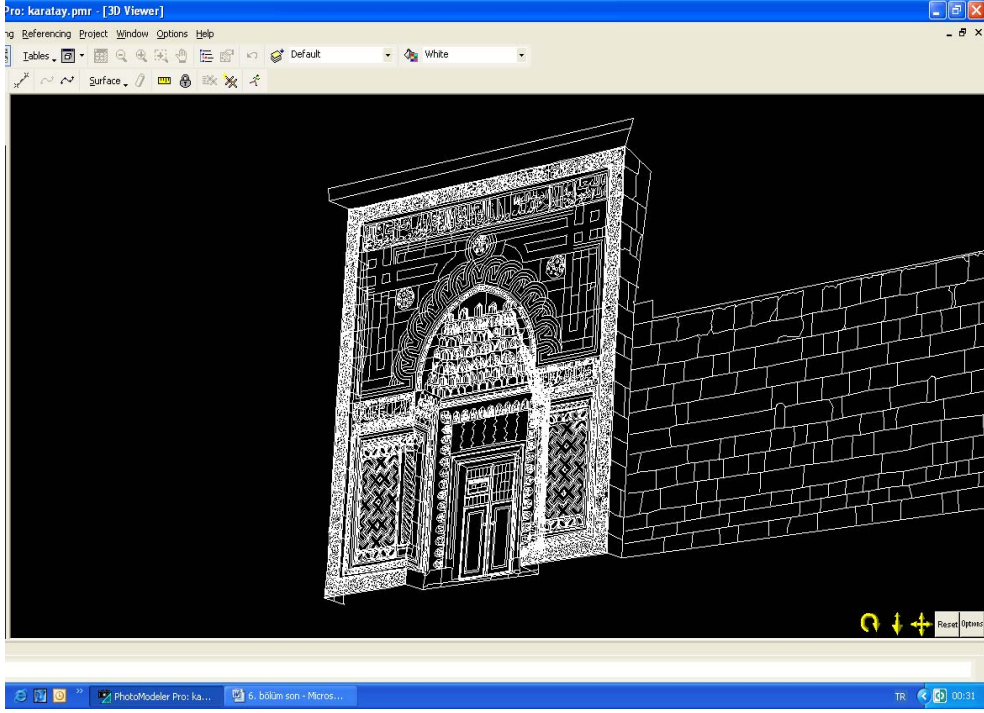 Pro: karatay.pmr - [3D Viewer]
ng Referencing Project Window Options Help
Tables Default White
Surface
Reset Options
PhotoModeler Pro: ka... 6. bölüm son - Micros... TR 00:31